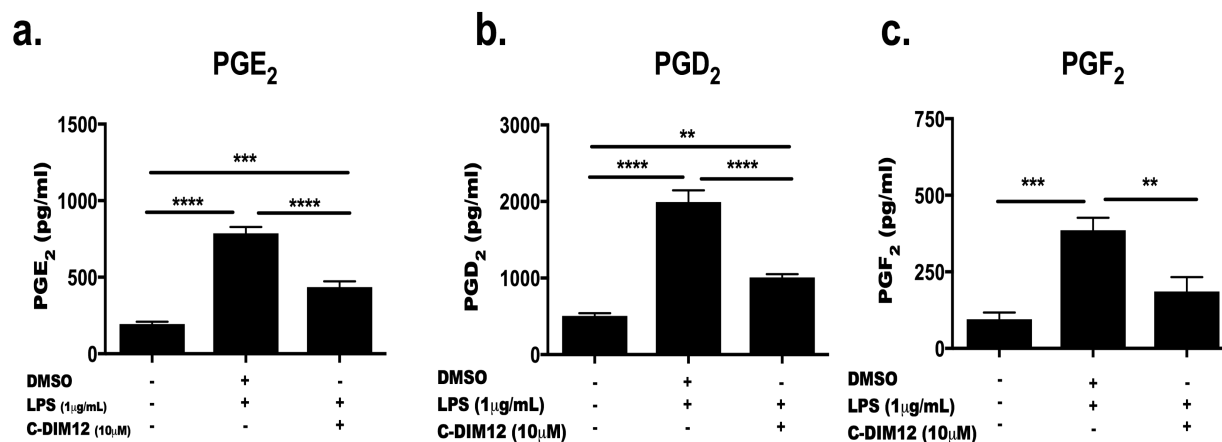 a.
PGE₂
PGE₂ (pg/ml)
1500
1000
500
0
***
**** ****
DMSO - + -
LPS (1µg/mL) - + +
C-DIM12 (10µM) - - +
b.
PGD₂
PGD₂ (pg/ml)
3000
2000
1000
0
**
**** ****
DMSO - + -
LPS (1µg/mL) - + +
C-DIM12 (10µM) - - +
c.
PGF₂
PGF₂ (pg/ml)
750
500
250
0
*** **
DMSO - + -
LPS (1µg/mL) - + +
C-DIM12 (10µM) - - +